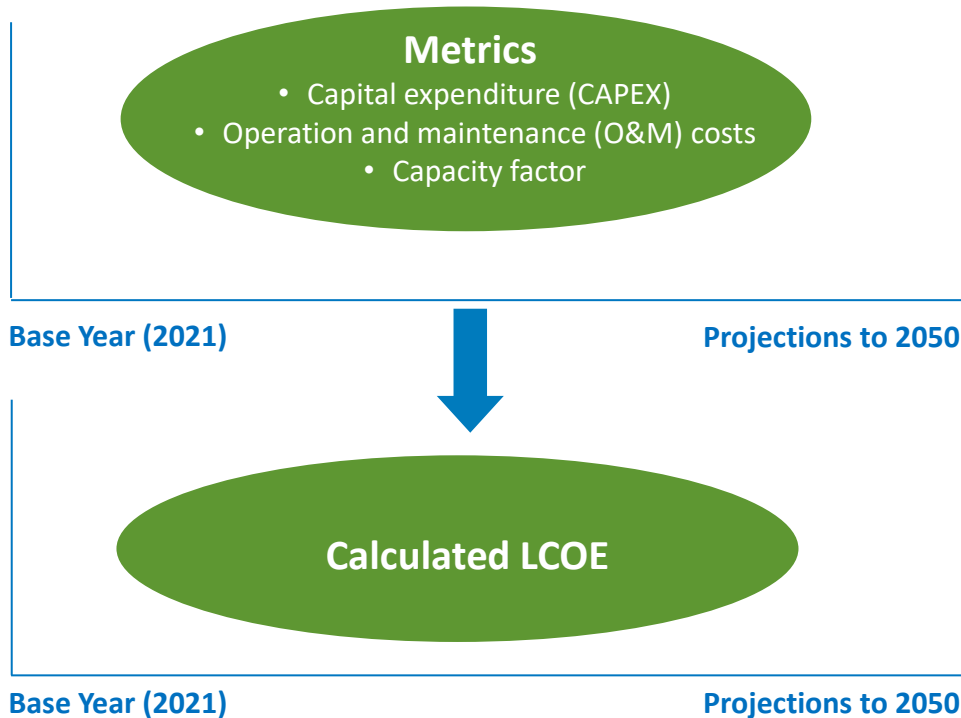 Metrics
• Capital expenditure (CAPEX)
• Operation and maintenance (O&M) costs
• Capacity factor
Base Year (2021) Projections to 2050
Calculated LCOE
Base Year (2021) Projections to 2050